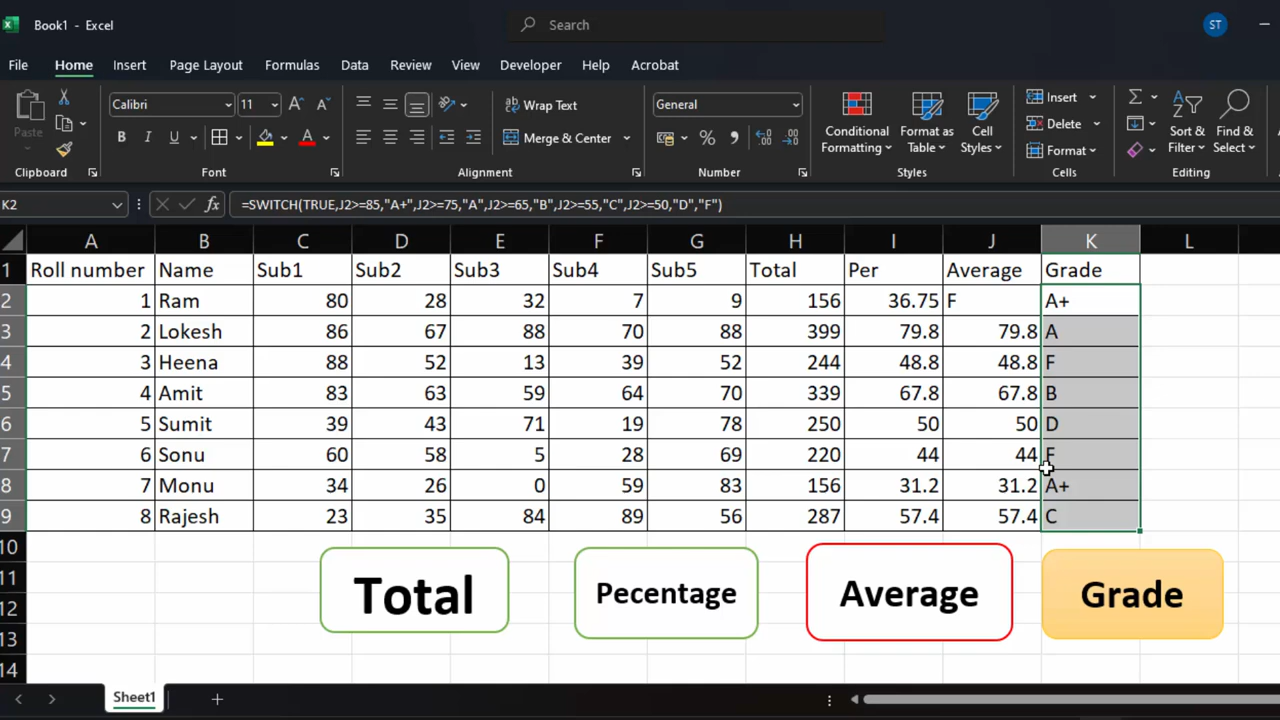 Book1 - Excel
Search
ST
File Home Insert Page Layout Formulas Data Review View Developer Help Acrobat
Paste
Clipboard
Calibri 11
B I U
Font
Wrap Text
Merge & Center
Alignment
General
Number
Conditional Formatting
Format as Table
Cell Styles
Styles
Insert
Delete
Format
Cells
Sort & Filter
Find & Select
Editing
K2 fx =SWITCH(TRUE,J2>=85,"A+",J2>=75,"A",J2>=65,"B",J2>=55,"C",J2>=50,"D","F")
A B C D E F G H I J K L
1 Roll number Name Sub1 Sub2 Sub3 Sub4 Sub5 Total Per Average Grade
2 1 Ram 80 28 32 7 9 156 36.75 F A+
3 2 Lokesh 86 67 88 70 88 399 79.8 79.8 A
4 3 Heena 88 52 13 39 52 244 48.8 48.8 F
5 4 Amit 83 63 59 64 70 339 67.8 67.8 B
6 5 Sumit 39 43 71 19 78 250 50 50 D
7 6 Sonu 60 58 5 28 69 220 44 44 F
8 7 Monu 34 26 0 59 83 156 31.2 31.2 A+
9 8 Rajesh 23 35 84 89 56 287 57.4 57.4 C
10
11
12
13
14
Total Pecentage Average Grade
Sheet1